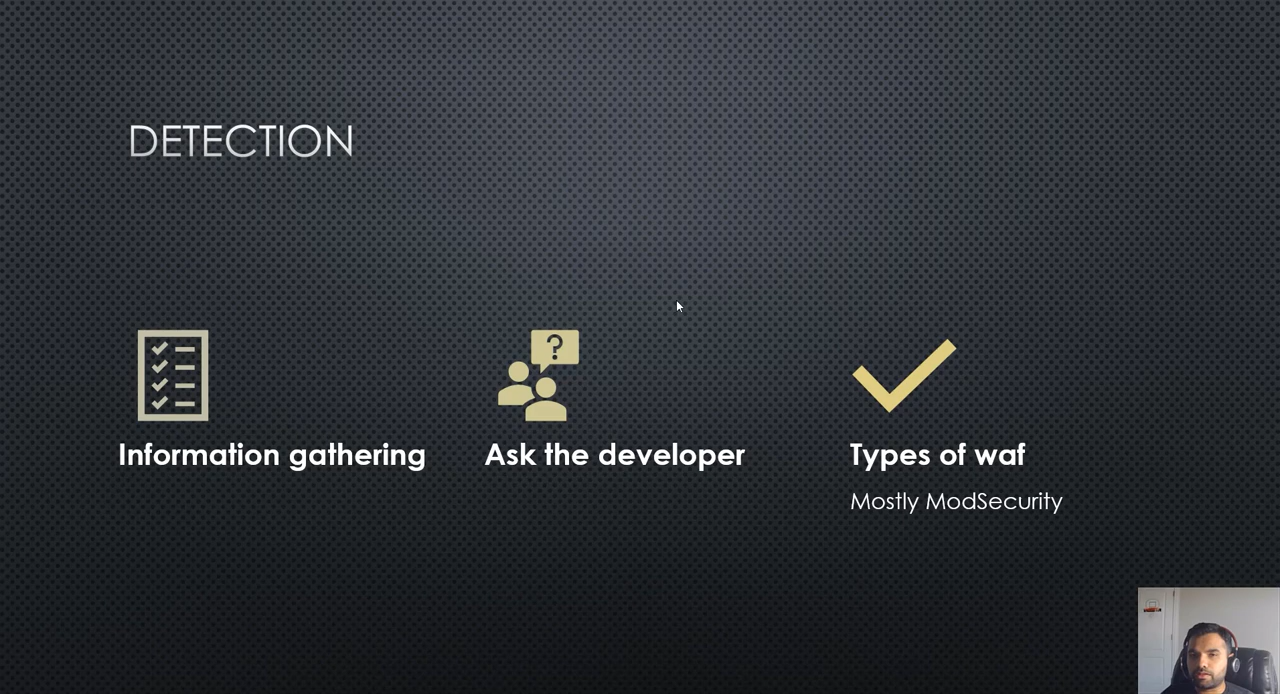 DETECTION
?
Information gathering
Ask the developer
Types of waf
Mostly ModSecurity